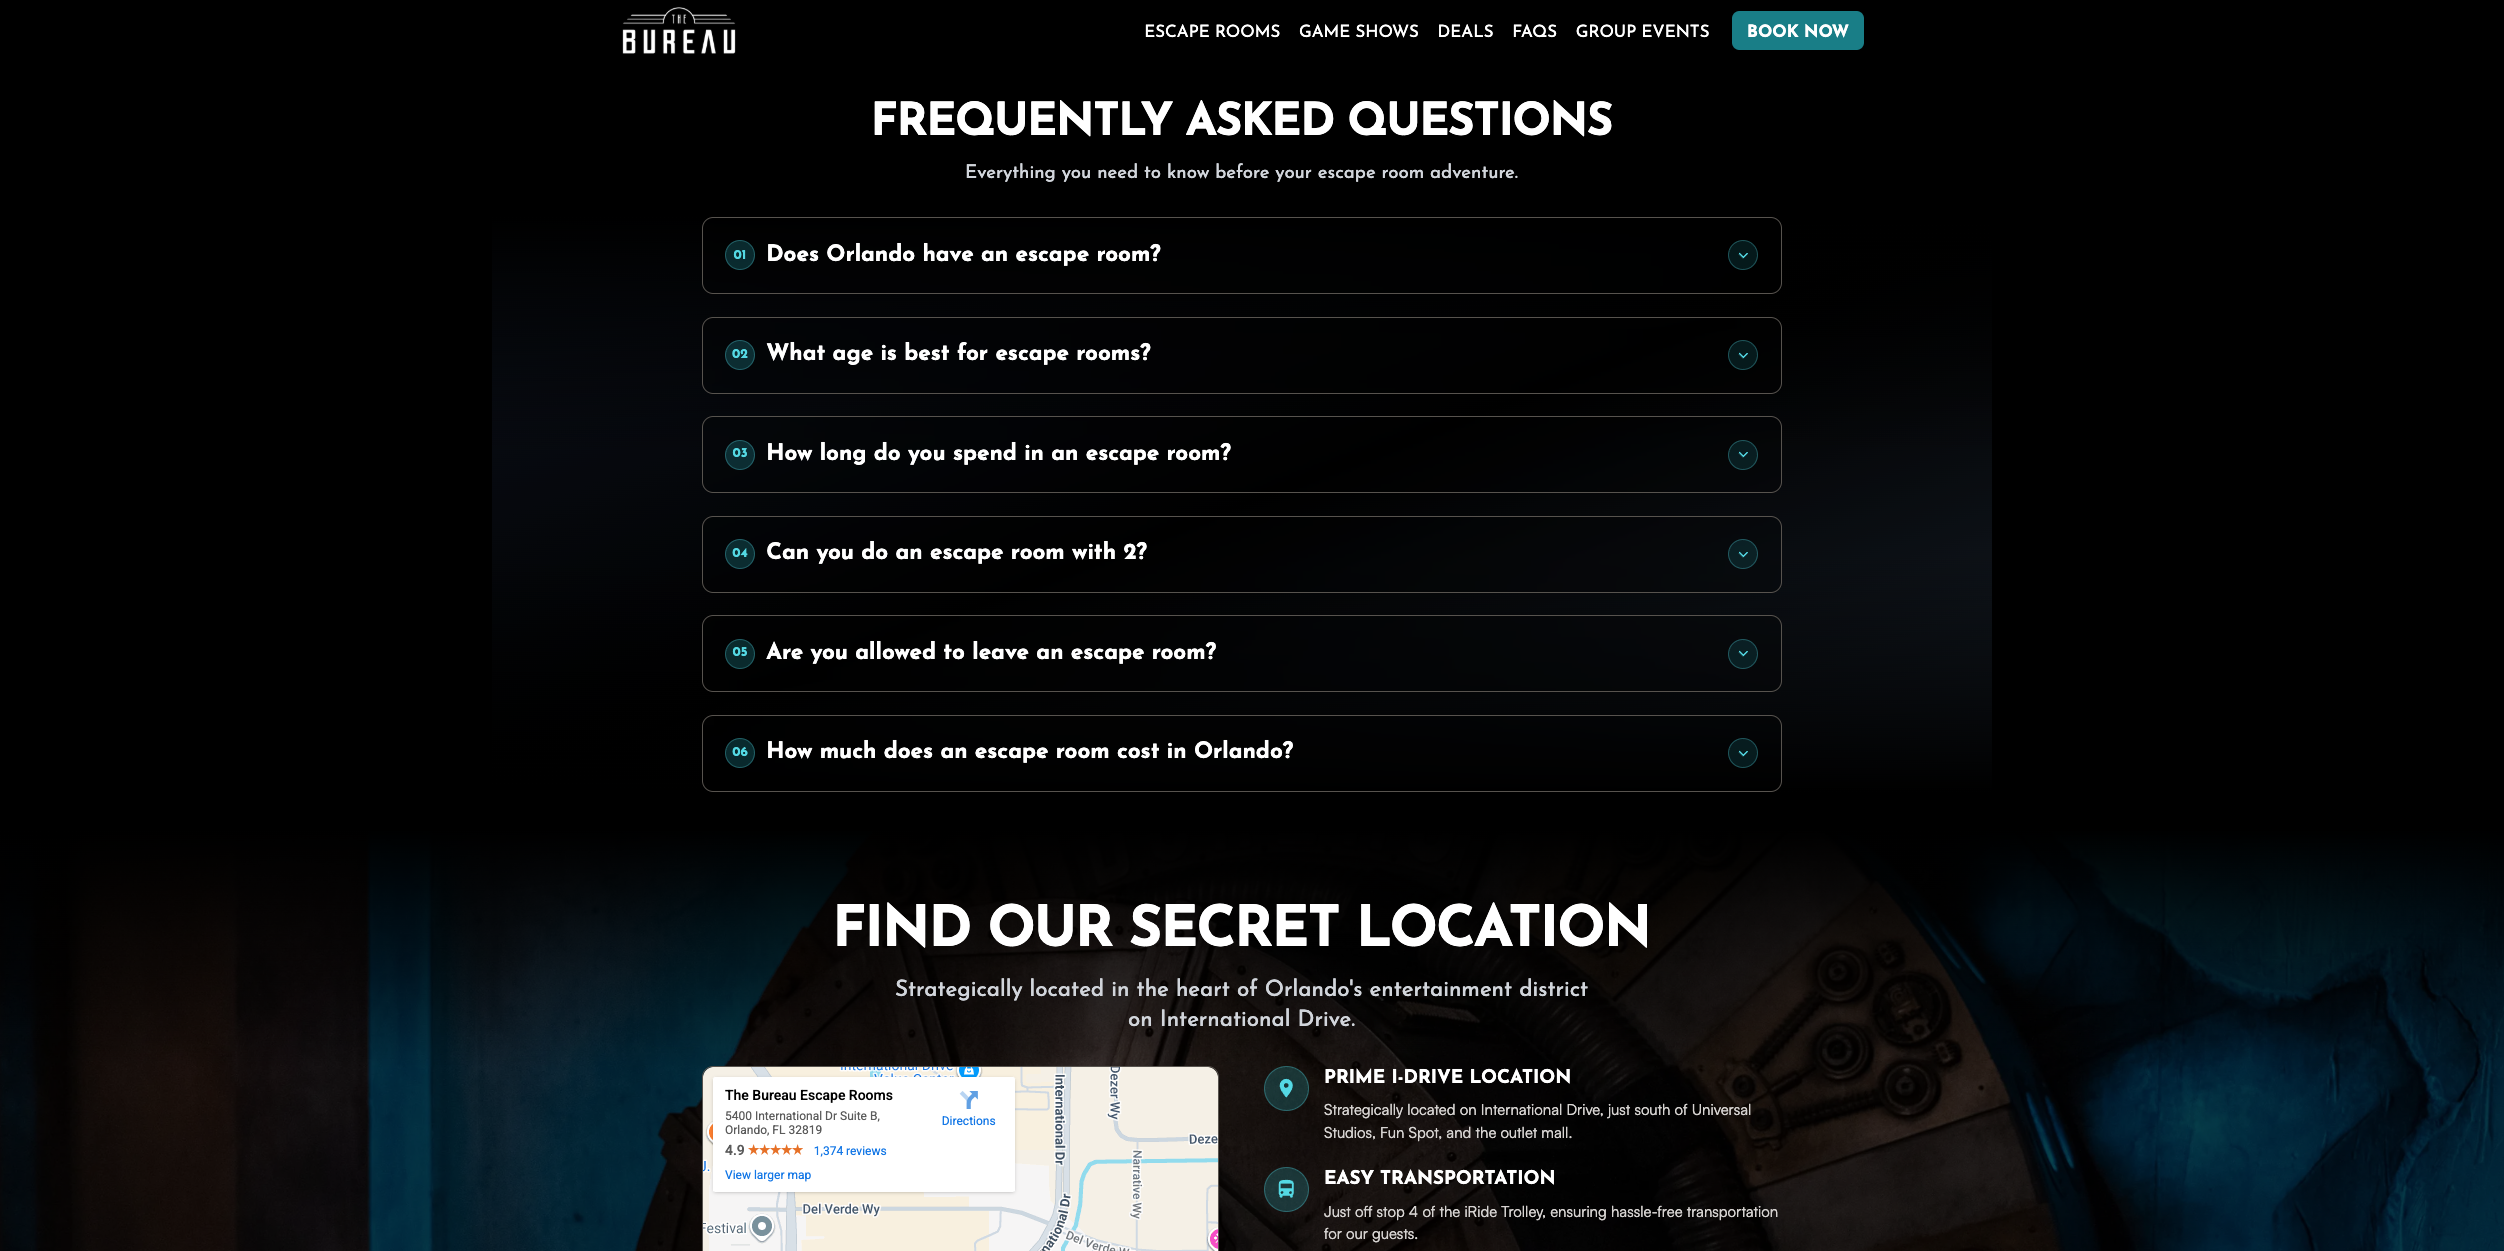 THE
BUREAU
ESCAPE ROOMS GAME SHOWS DEALS FAQS GROUP EVENTS BOOK NOW
FREQUENTLY ASKED QUESTIONS
Everything you need to know before your escape room adventure.
01 Does Orlando have an escape room?
02 What age is best for escape rooms?
03 How long do you spend in an escape room?
04 Can you do an escape room with 2?
05 Are you allowed to leave an escape room?
06 How much does an escape room cost in Orlando?
FIND OUR SECRET LOCATION
Strategically located in the heart of Orlando's entertainment district
on International Drive.
The Bureau Escape Rooms
5400 International Dr Suite B,
Orlando, FL 32819
4.9 ★★★★★ 1,374 reviews
View larger map
Directions
International Dr
Dezer Wy
Deze
Narrative Wy
Del Verde Wy
Festival
national Dr
Del Verde W
PRIME I-DRIVE LOCATION
Strategically located on International Drive, just south of Universal
Studios, Fun Spot, and the outlet mall.
EASY TRANSPORTATION
Just off stop 4 of the iRide Trolley, ensuring hassle-free transportation
for our guests.